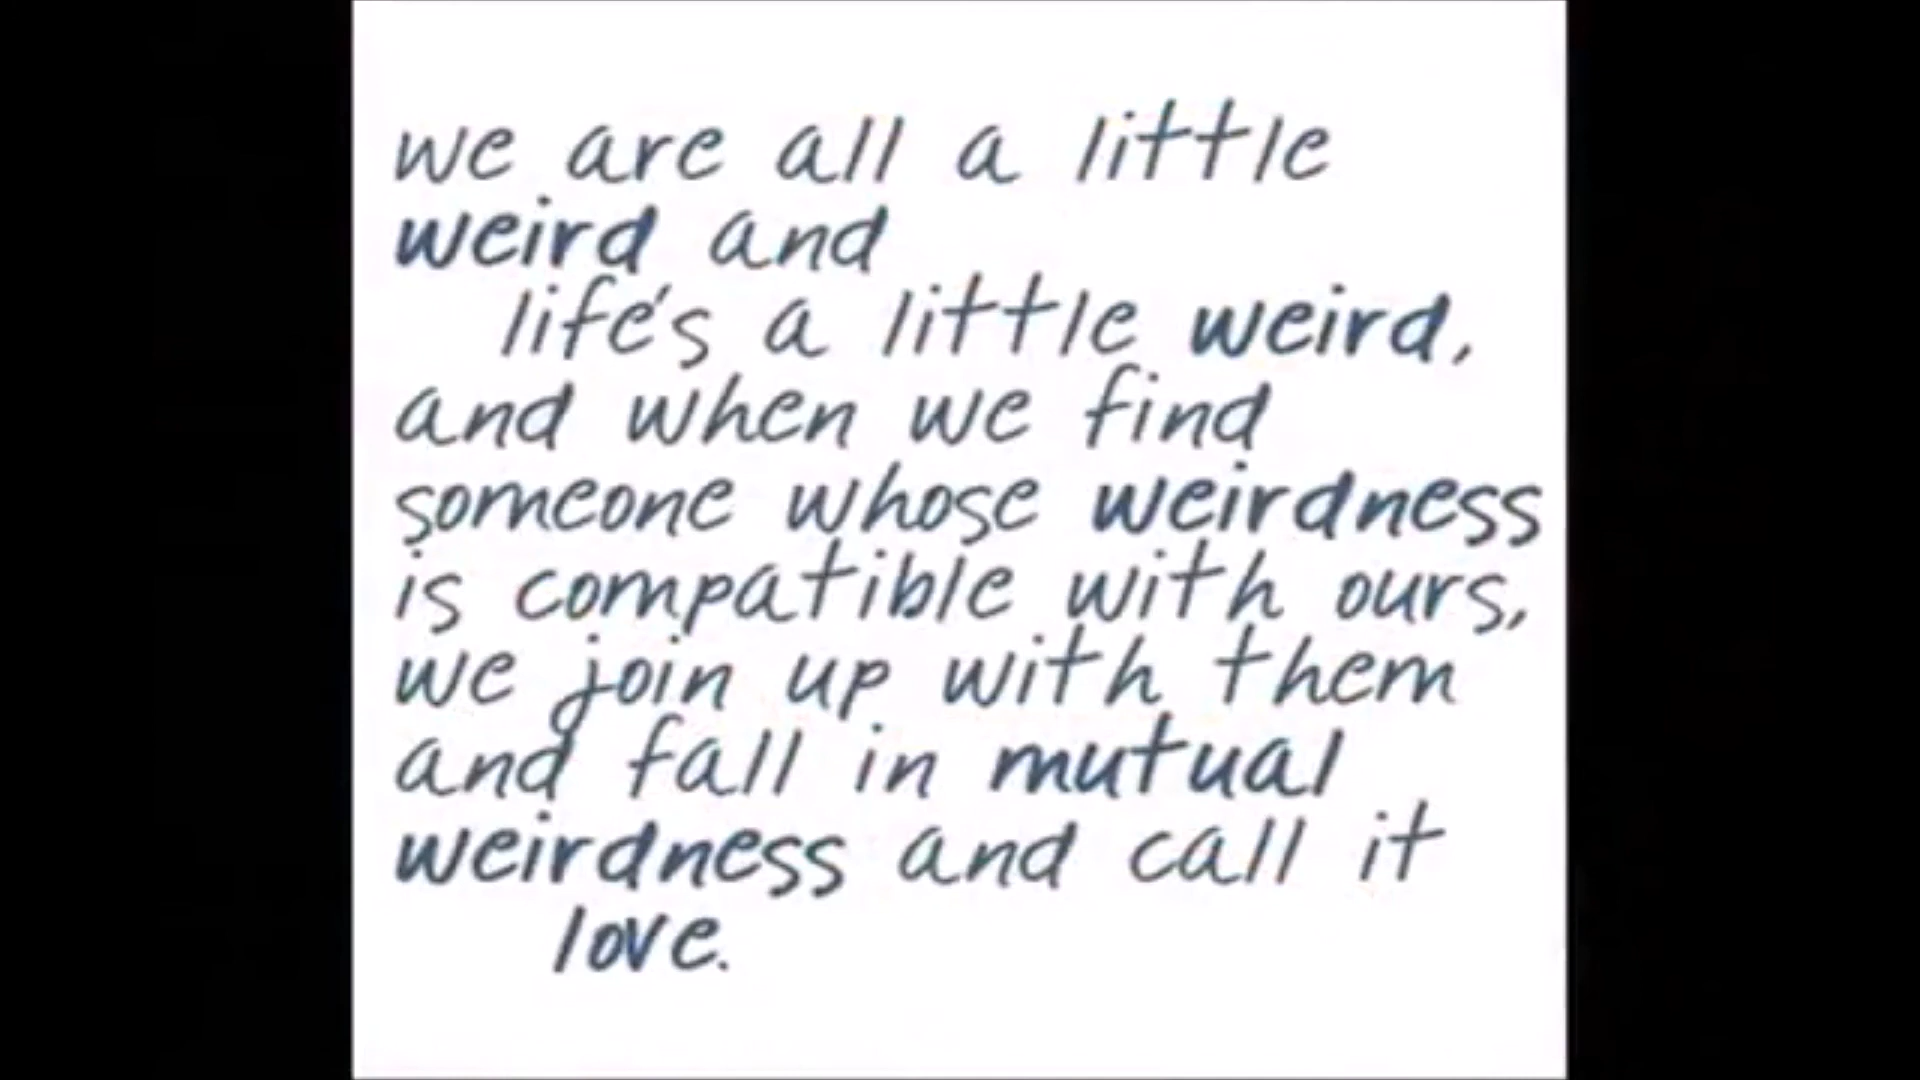 we are all a little
weird and
life's a little weird,
and when we find
someone whose weirdness
is compatible with ours,
we join up with them
and fall in mutual
weirdness and call it
love.